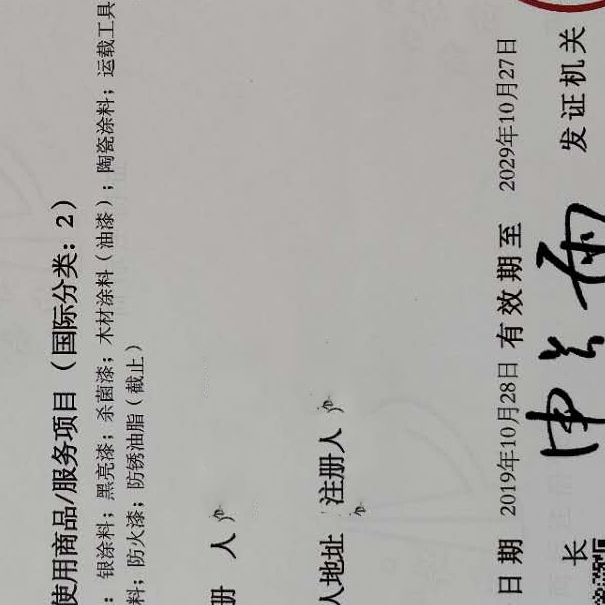 使用商品/服务项目（国际分类：2）
：银涂料；黑亮漆；杀菌漆；木材涂料（油漆）；陶瓷涂料；运载工具
料；防火漆；防锈油脂（截止）
册 人
人地址 注册人
日期 2019年10月28日 有效期至 2029年10月27日
长 发证机关